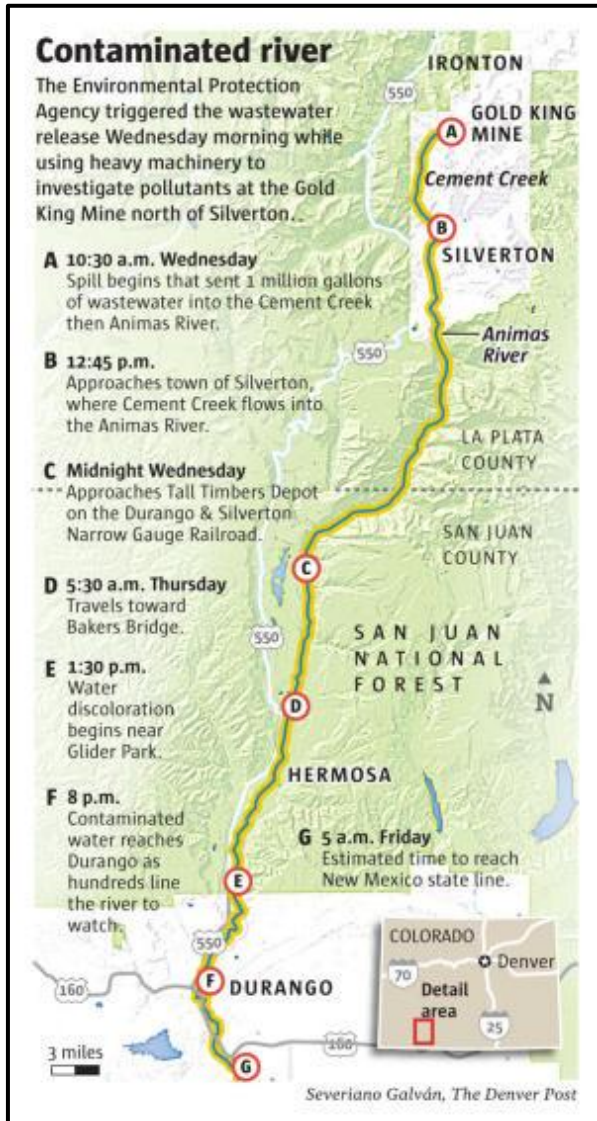 Contaminated river
The Environmental Protection
Agency triggered the wastewater
release Wednesday morning while
using heavy machinery to
investigate pollutants at the Gold
King Mine north of Silverton..
A 10:30 a.m. Wednesday
Spill begins that sent 1 million gallons
of wastewater into the Cement Creek
then Animas River.
B 12:45 p.m.
Approaches town of Silverton,
where Cement Creek flows into
the Animas River.
C Midnight Wednesday
Approaches Tall Timbers Depot
on the Durango & Silverton
Narrow Gauge Railroad.
D 5:30 a.m. Thursday
Travels toward
Bakers Bridge.
E 1:30 p.m.
Water
discoloration
begins near
Glider Park.
F 8 p.m.
Contaminated
water reaches
Durango as
hundreds line
the river to
watch.
G 5 a.m. Friday
Estimated time to reach
New Mexico state line.
IRONTON
550
GOLD KING
MINE
A
Cement Creek
B
SILVERTON
Animas
River
550
LA PLATA
COUNTY
SAN JUAN
COUNTY
C
550
SAN JUAN
NATIONAL
FOREST
N
D
HERMOSA
E
550
F
DURANGO
160
160
G
3 miles
COLORADO
Denver
70
Detail
area
25
Severiano Galván, The Denver Post